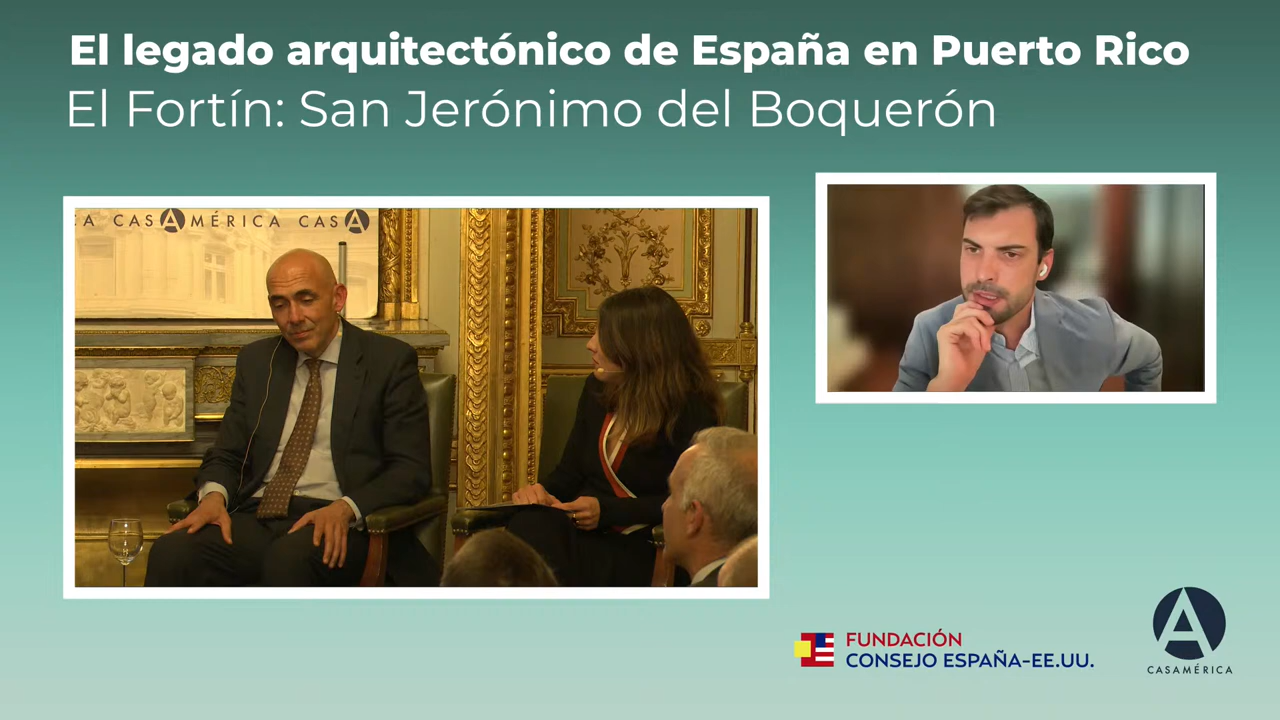 El legado arquitectónico de España en Puerto Rico
El Fortín: San Jerónimo del Boquerón
CASAMÉRICA CASA
FUNDACIÓN
CONSEJO ESPAÑA-EE.UU.
CASAMÉRICA